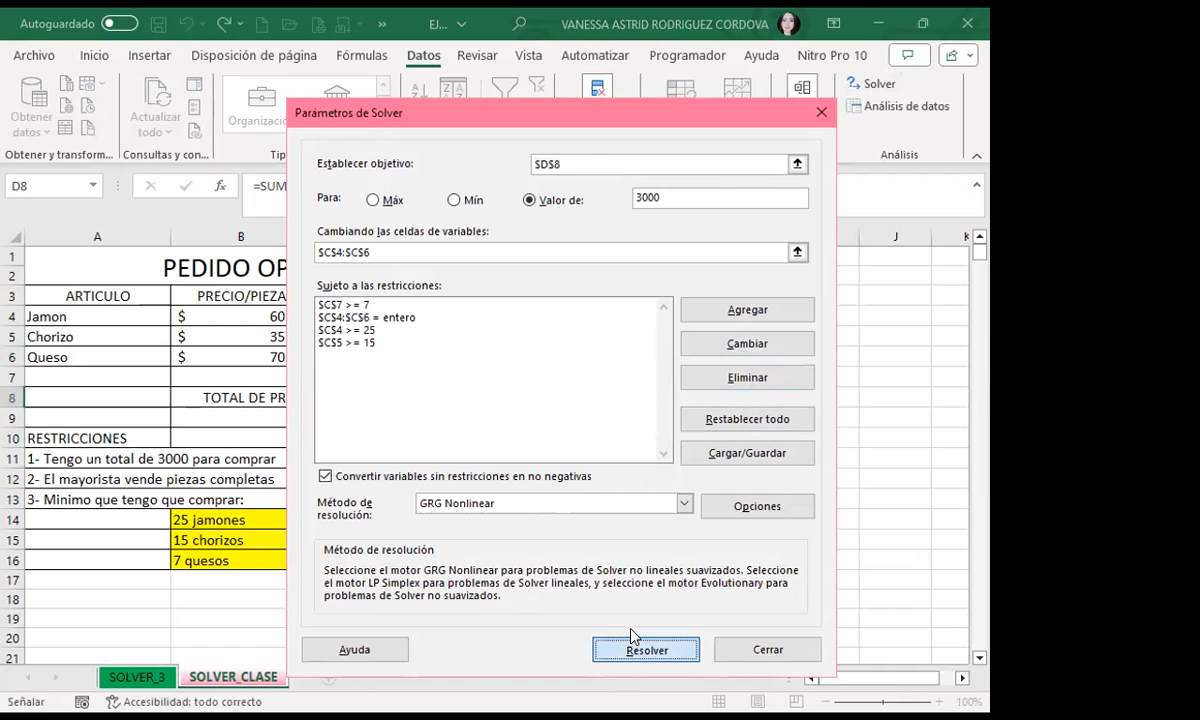 Autoguardado EJ... VANESSA ASTRID RODRIGUEZ CORDOVA
Archivo Inicio Insertar Disposición de página Fórmulas Datos Revisar Vista Automatizar Programador Ayuda Nitro Pro 10
Obtener datos
Actualizar todo
Organizació
Solver
Análisis de datos
Obtener y transform... Consultas y con... Tip Análisis
D8 fx =SUM
Parámetros de Solver
Establecer objetivo: $D$8
Para: Máx Mín Valor de: 3000
Cambiando las celdas de variables:
$C$4:$C$6
Sujeto a las restricciones:
$C$7 >= 7
$C$4:$C$6 = entero
$C$4 >= 25
$C$5 >= 15
Agregar
Cambiar
Eliminar
Restablecer todo
Cargar/Guardar
Convertir variables sin restricciones en no negativas
Método de resolución: GRG Nonlinear Opciones
Método de resolución
Seleccione el motor GRG Nonlinear para problemas de Solver no lineales suavizados. Seleccione
el motor LP Simplex para problemas de Solver lineales, y seleccione el motor Evolutionary para
problemas de Solver no suavizados.
Ayuda Resolver Cerrar
A B J K
1
2 PEDIDO OP
3 ARTICULO PRECIO/PIEZA
4 Jamon $ 60
5 Chorizo $ 35
6 Queso $ 70
7
8 TOTAL DE PR
9
10 RESTRICCIONES
11 1- Tengo un total de 3000 para comprar
12 2- El mayorista vende piezas completas
13 3- Minimo que tengo que comprar:
14 25 jamones
15 15 chorizos
16 7 quesos
17
18
19
20
21
SOLVER_3 SOLVER_CLASE
Señalar Accesibilidad: todo correcto 100%